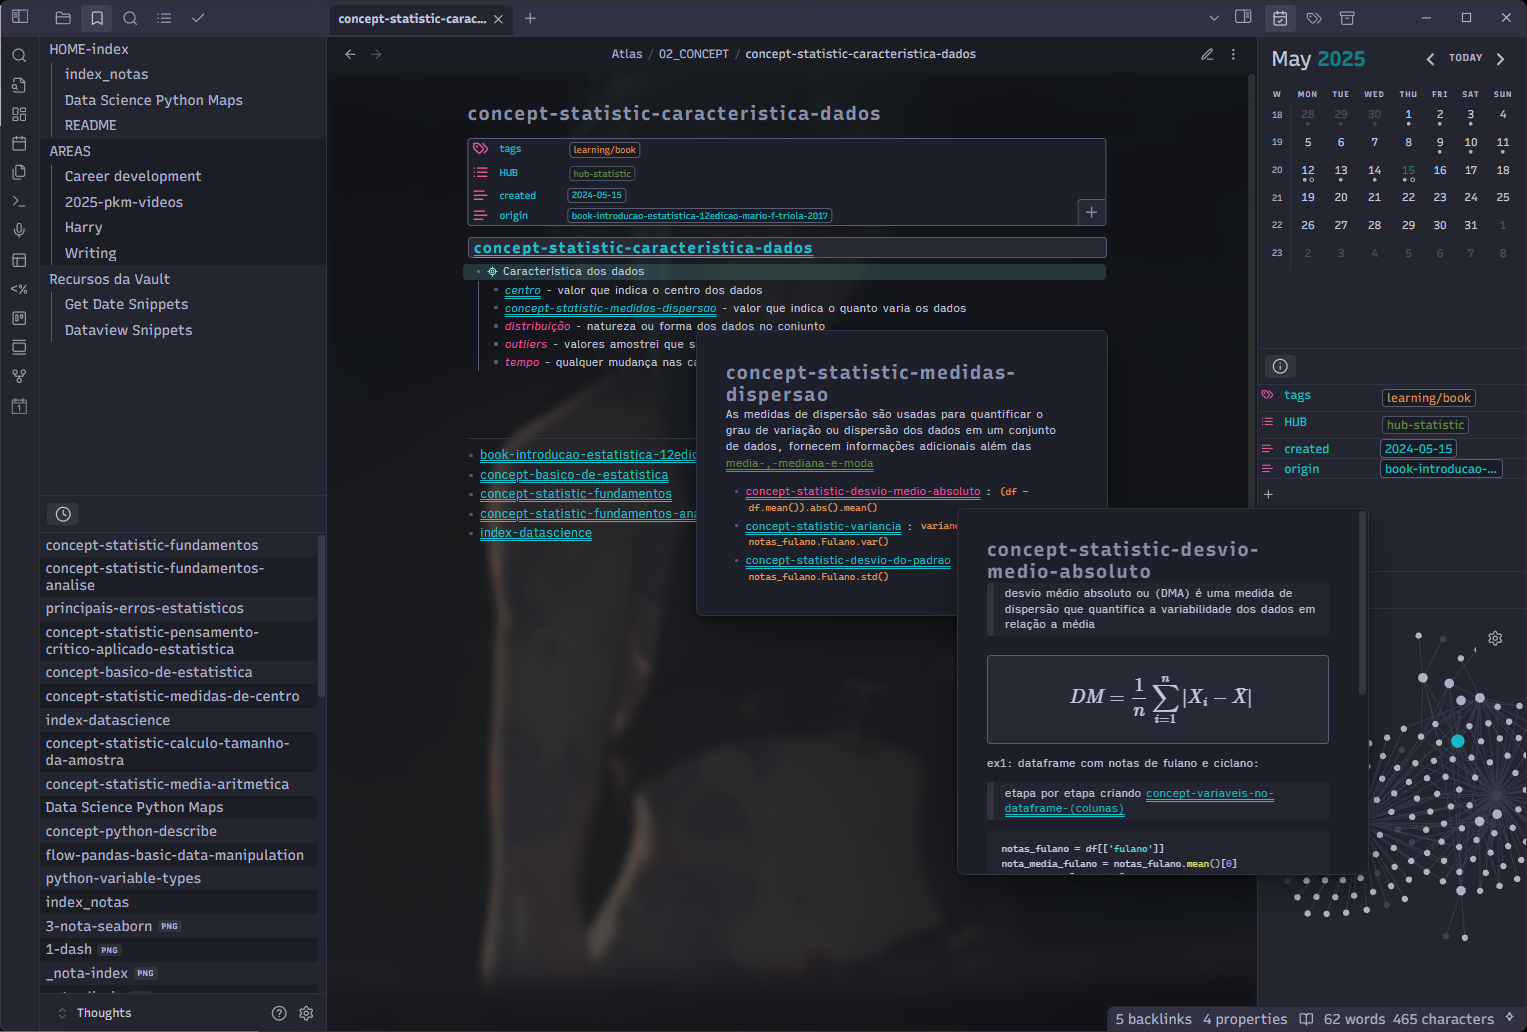 concept-statistic-carac...
HOME-index
index_notas
Data Science Python Maps
README
AREAS
Career development
2025-pkm-videos
Harry
Writing
Recursos da Vault
Get Date Snippets
Dataview Snippets
concept-statistic-fundamentos
concept-statistic-fundamentos-
analise
principais-erros-estatisticos
concept-statistic-pensamento-
critico-aplicado-estatistica
concept-basico-de-estatistica
concept-statistic-medidas-de-centro
index-datascience
concept-statistic-calculo-tamanho-
da-amostra
concept-statistic-media-aritmetica
Data Science Python Maps
concept-python-describe
flow-pandas-basic-data-manipulation
python-variable-types
index_notas
3-nota-seaborn PNG
1-dash PNG
_nota-index PNG
Thoughts
Atlas / 02_CONCEPT / concept-statistic-caracteristica-dados
concept-statistic-caracteristica-dados
tags learning/book
HUB hub-statistic
created 2024-05-15
origin book-introducao-estatistica-12edicao-mario-f-triola-2017
concept-statistic-caracteristica-dados
Característica dos dados
centro - valor que indica o centro dos dados
concept-statistic-medidas-dispersao - valor que indica o quanto varia os dados
distribuição - natureza ou forma dos dados no conjunto
outliers - valores amostrei que s
tempo - qualquer mudança nas ca
book-introducao-estatistica-12edic
concept-basico-de-estatistica
concept-statistic-fundamentos
concept-statistic-fundamentos-ana
index-datascience
concept-statistic-medidas-
dispersao
As medidas de dispersão são usadas para quantificar o
grau de variação ou dispersão dos dados em um conjunto
de dados, fornecem informações adicionais além das
media-,-mediana-e-moda
concept-statistic-desvio-medio-absoluto : (df -
df.mean()).abs().mean()
concept-statistic-variancia : varianc
notas_fulano.Fulano.var()
concept-statistic-desvio-do-padrao
notas_fulano.Fulano.std()
concept-statistic-desvio-
medio-absoluto
desvio médio absoluto ou (DMA) é uma medida de
dispersão que quantifica a variabilidade dos dados em
relação a média
DM = 1/n ∑ i=1 n |Xi − X̄|
ex1: dataframe com notas de fulano e ciclano:
etapa por etapa criando concept-variaveis-no-
dataframe-(colunas)
notas_fulano = df[['fulano']]
nota_media_fulano = notas_fulano.mean()[0]
May 2025
TODAY
W MON TUE WED THU FRI SAT SUN
18 28 29 30 1 2 3 4
19 5 6 7 8 9 10 11
20 12 13 14 15 16 17 18
21 19 20 21 22 23 24 25
22 26 27 28 29 30 31 1
23 2 3 4 5 6 7 8
tags learning/book
HUB hub-statistic
created 2024-05-15
origin book-introducao-...
5 backlinks 4 properties 62 words 465 characters